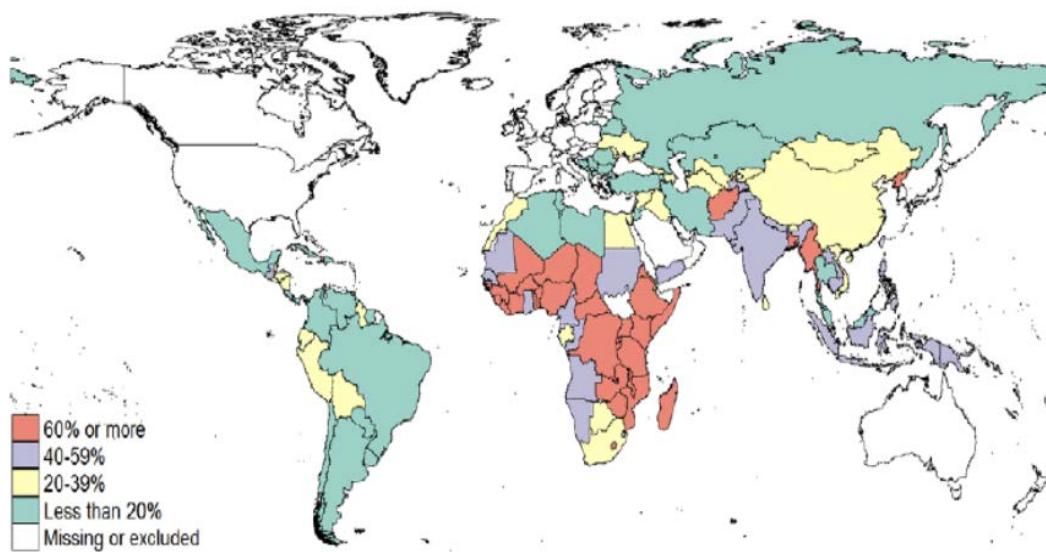 60% or more
40-59%
20-39%
Less than 20%
Missing or excluded